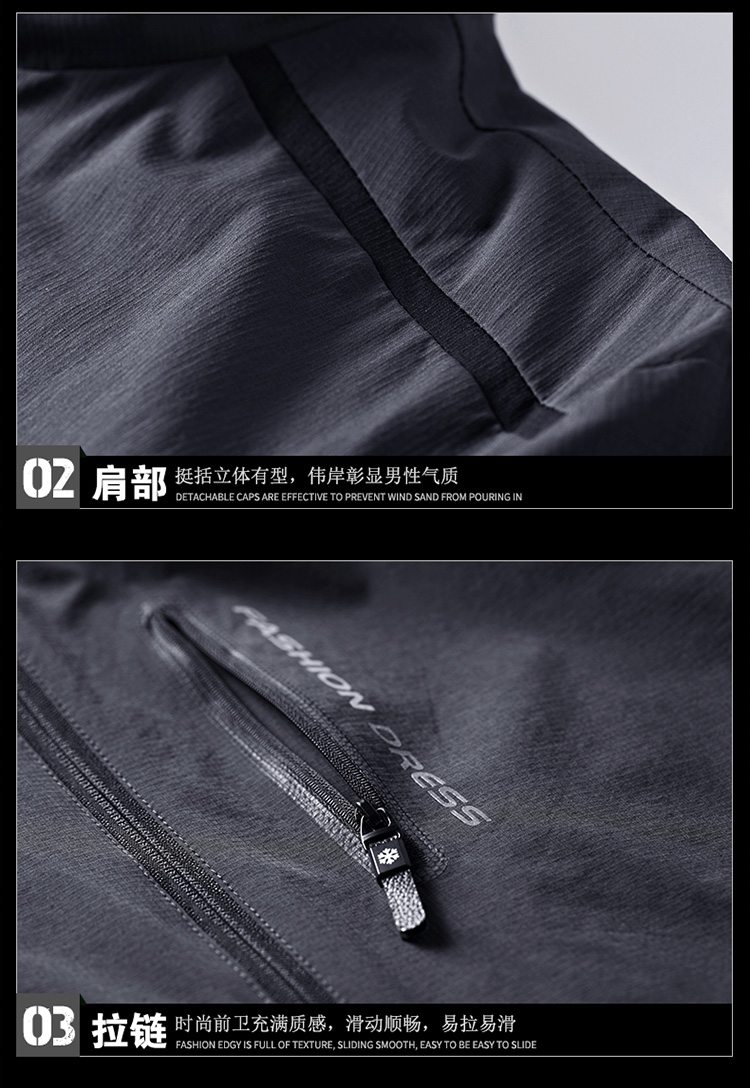 02 肩部
挺括立体有型，伟岸彰显男性气质
DETACHABLE CAPS ARE EFFECTIVE TO PREVENT WIND SAND FROM POURING IN
FASHION DRESS
03 拉链
时尚前卫充满质感，滑动顺畅，易拉易滑
FASHION EDGY IS FULL OF TEXTURE, SLIDING SMOOTH, EASY TO BE EASY TO SLIDE